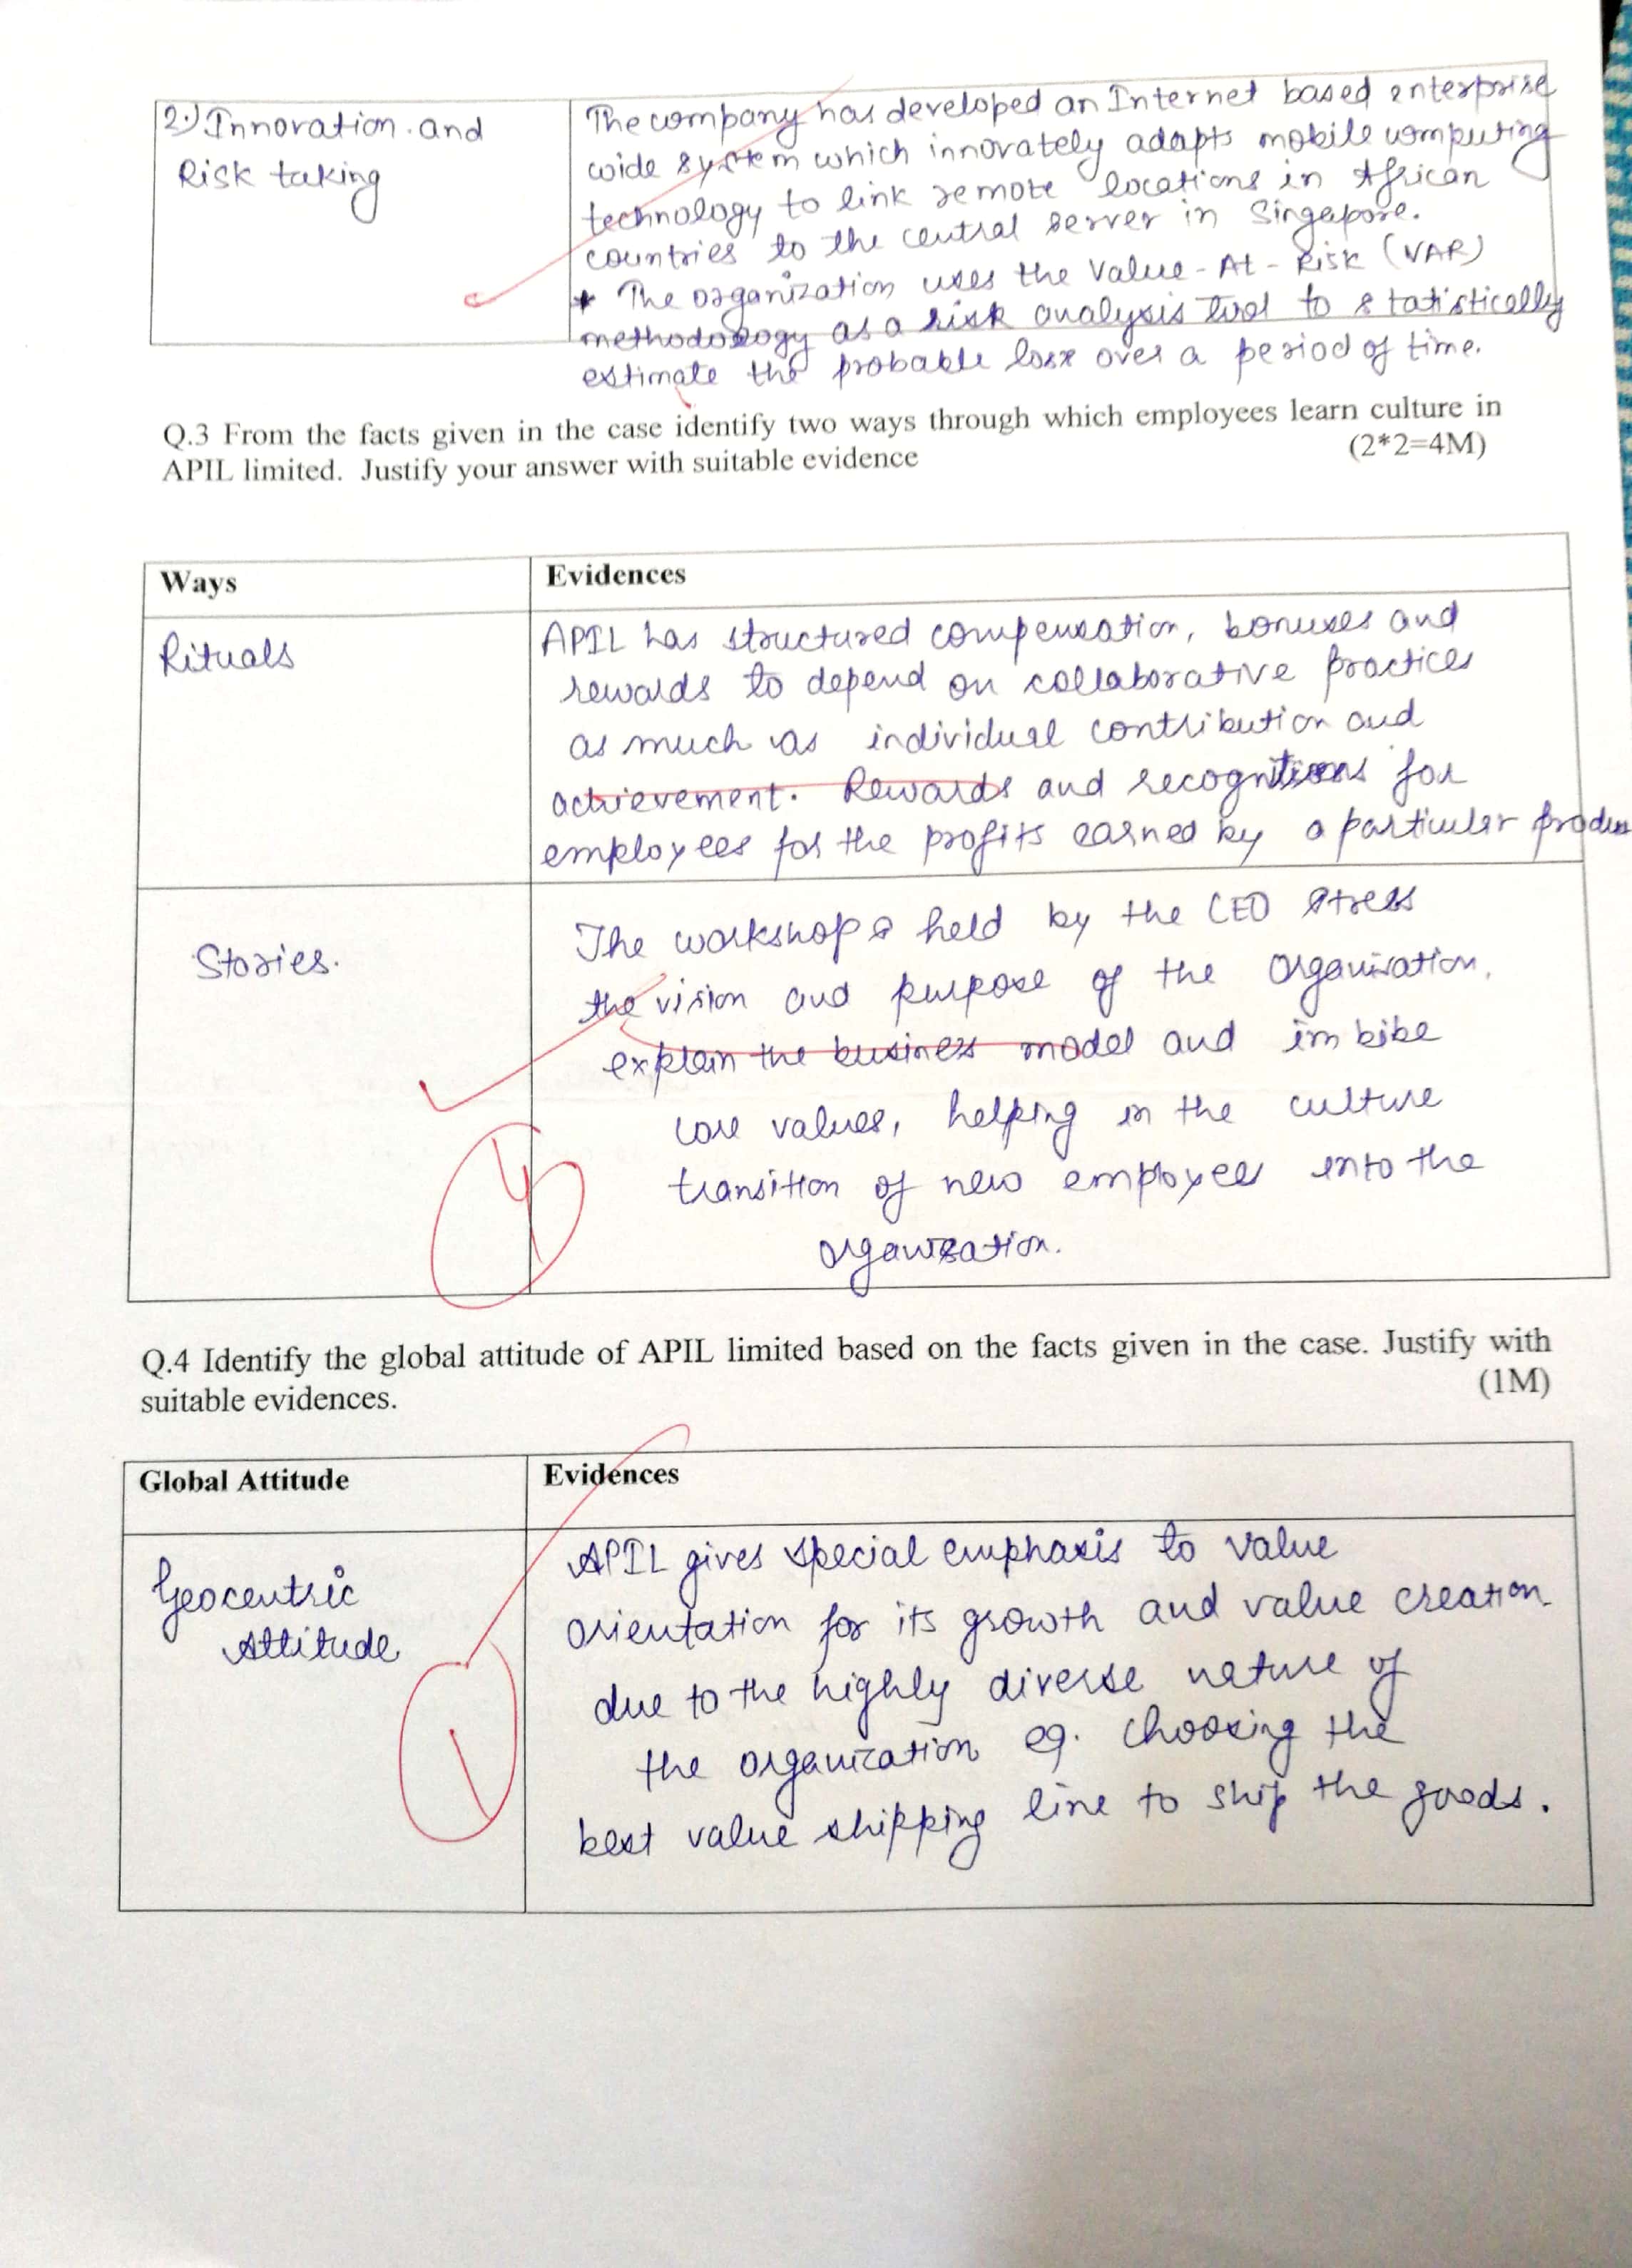 2.) Innovation and
Risk taking
The company has developed an Internet based enterprise
wide system which innovately adapts mobile computing
technology to link remote locations in African
countries to the central server in Singapore.
* The organization uses the Value-At-Risk (VAR)
methodology as a risk analysis tool to statistically
estimate the probable loss over a period of time.
Q.3 From the facts given in the case identify two ways through which employees learn culture in
APIL limited. Justify your answer with suitable evidence (2*2=4M)
Ways
Evidences
Rituals
APIL has structured compensation, bonuses and
rewards to depend on collaborative practices
as much as individual contribution and
achievement. Rewards and recognitions for
employees for the profits earned by a particular
Stories.
The workshops held by the CEO stress
the vision and purpose of the organisation,
explain the business model and imbibe
core values, helping in the culture
transition of new employees into the
organization.
4
Q.4 Identify the global attitude of APIL limited based on the facts given in the case. Justify with
suitable evidences. (1M)
Global Attitude
Evidences
Geocentric
Attitude
APIL gives special emphasis to value
orientation for its growth and value creation
due to the highly diverse nature of
the organization eg. choosing the
best value shipping line to ship the goods.
1